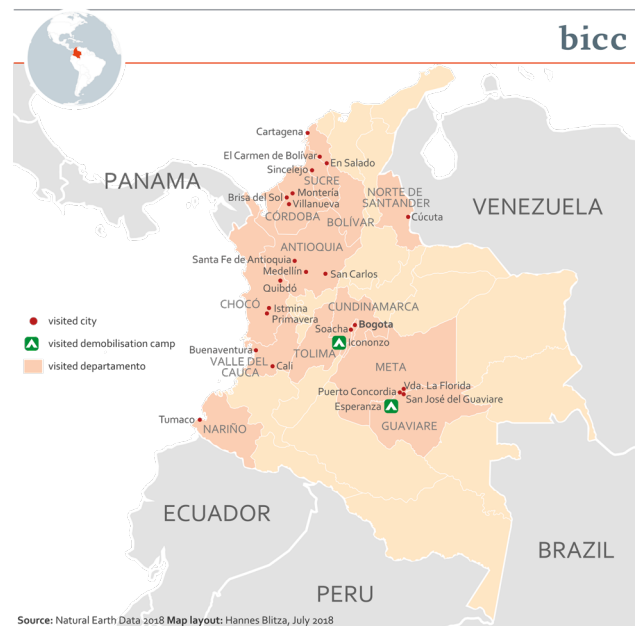 bicc
Cartagena
El Carmen de Bolívar
En Salado
Sincelejo
SUCRE
PANAMA
Montería
Brisa del Sol
Villanueva
NORTE DE
SANTANDER
VENEZUELA
CÓRDOBA
BOLÍVAR
Cúcuta
ANTIOQUIA
Santa Fe de Antioquia
Medellín
San Carlos
Quibdó
CHOCÓ
Istmina
Primavera
CUNDINAMARCA
Bogota
Soacha
Icononzo
visited city
visited demobilisation camp
visited departamento
Buenaventura
TOLIMA
VALLE DEL
CAUCA
Cali
META
Vda. La Florida
Puerto Concordia
San José del Guaviare
Esperanza
GUAVIARE
Tumaco
NARIÑO
ECUADOR
BRAZIL
PERU
Source: Natural Earth Data 2018 Map layout: Hannes Blitza, July 2018